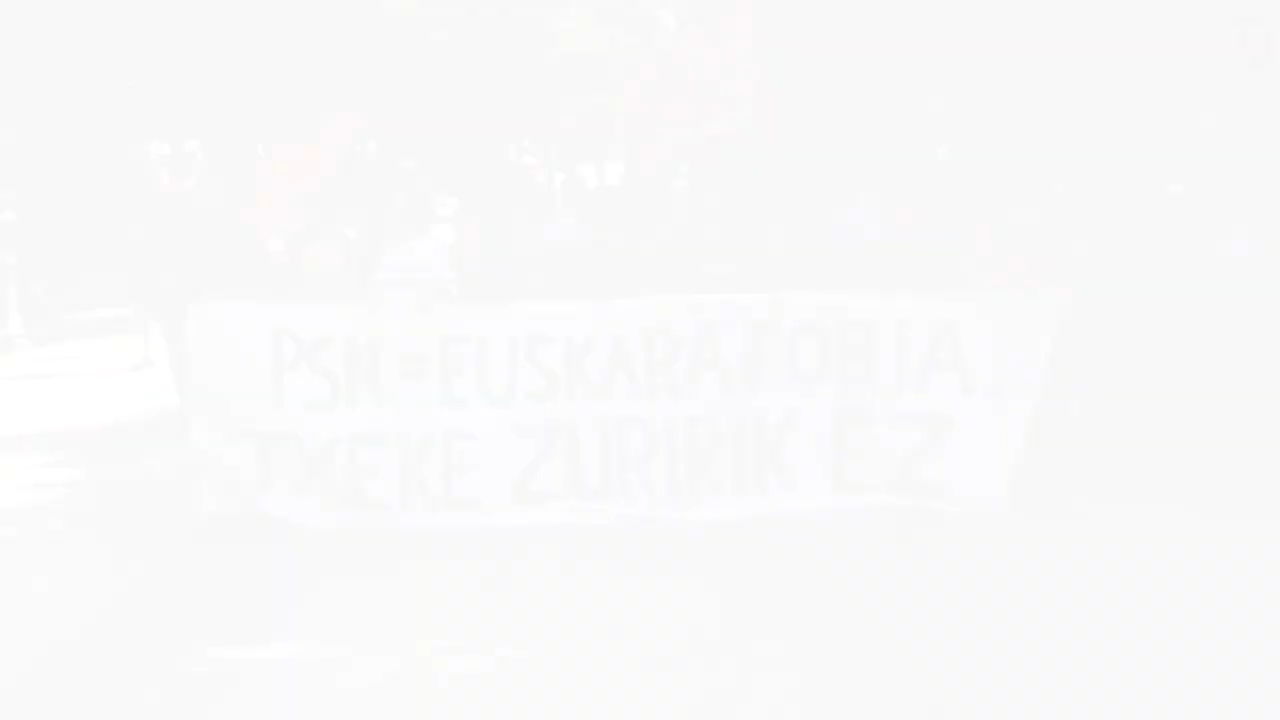 PSN = EUSKARAFOBIA.
TXEKE ZURIRIK EZ